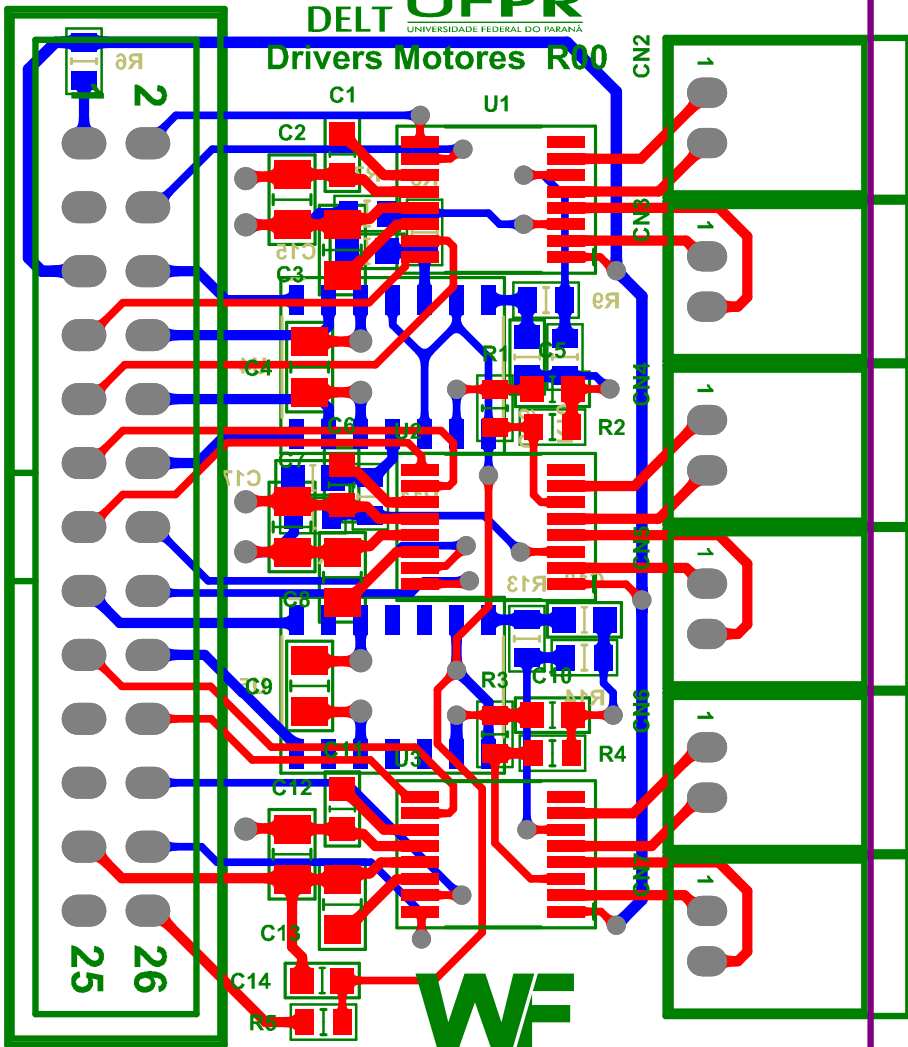 DELT UFPR
UNIVERSIDADE FEDERAL DO PARANÁ
Drivers Motores R00
CN2
1
R6
2
C1
U1
C2
CN3
1
C15
C3
R9
C4
R1
C5
CN4
1
C6
U2
R2
C7
C17
CN5
1
R13
C8
C9
R3
C10
R14
CN6
1
C11
U3
R4
C12
1
C13
25
26
C14
R5
WF